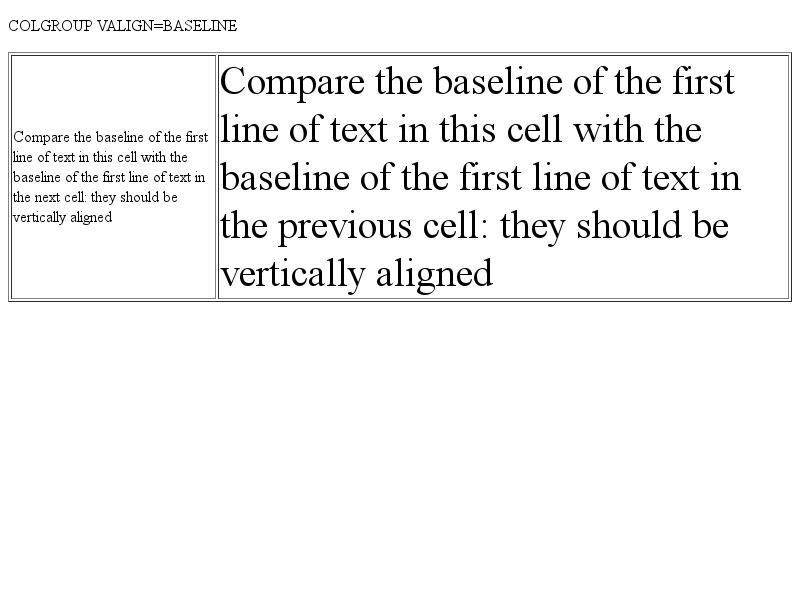 COLGROUP VALIGN=BASELINE
Compare the baseline of the first
line of text in this cell with the
baseline of the first line of text in
the next cell: they should be
vertically aligned
Compare the baseline of the first
line of text in this cell with the
baseline of the first line of text in
the previous cell: they should be
vertically aligned